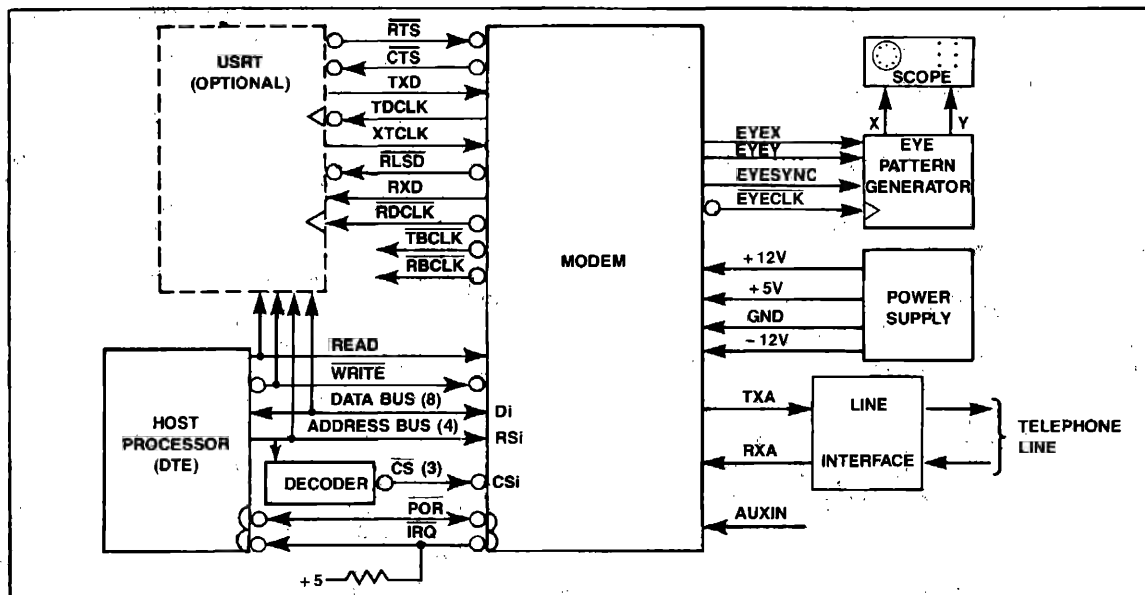 USRT
(OPTIONAL)
RTS
CTS
TXD
TDCLK
XTCLK
RLSD
RXD
RDCLK
TBCLK
RBCLK
MODEM
SCOPE
X
Y
EYEX
EYEY
EYESYNC
EYECLK
EYE
PATTERN
GENERATOR
+12V
+5V
GND
-12V
POWER
SUPPLY
HOST
PROCESSOR
(DTE)
READ
WRITE
DATA BUS (8)
Di
ADDRESS BUS (4)
RSi
DECODER
CS (3)
CSi
POR
IRQ
+5
TXA
RXA
LINE
INTERFACE
TELEPHONE
LINE
AUXIN